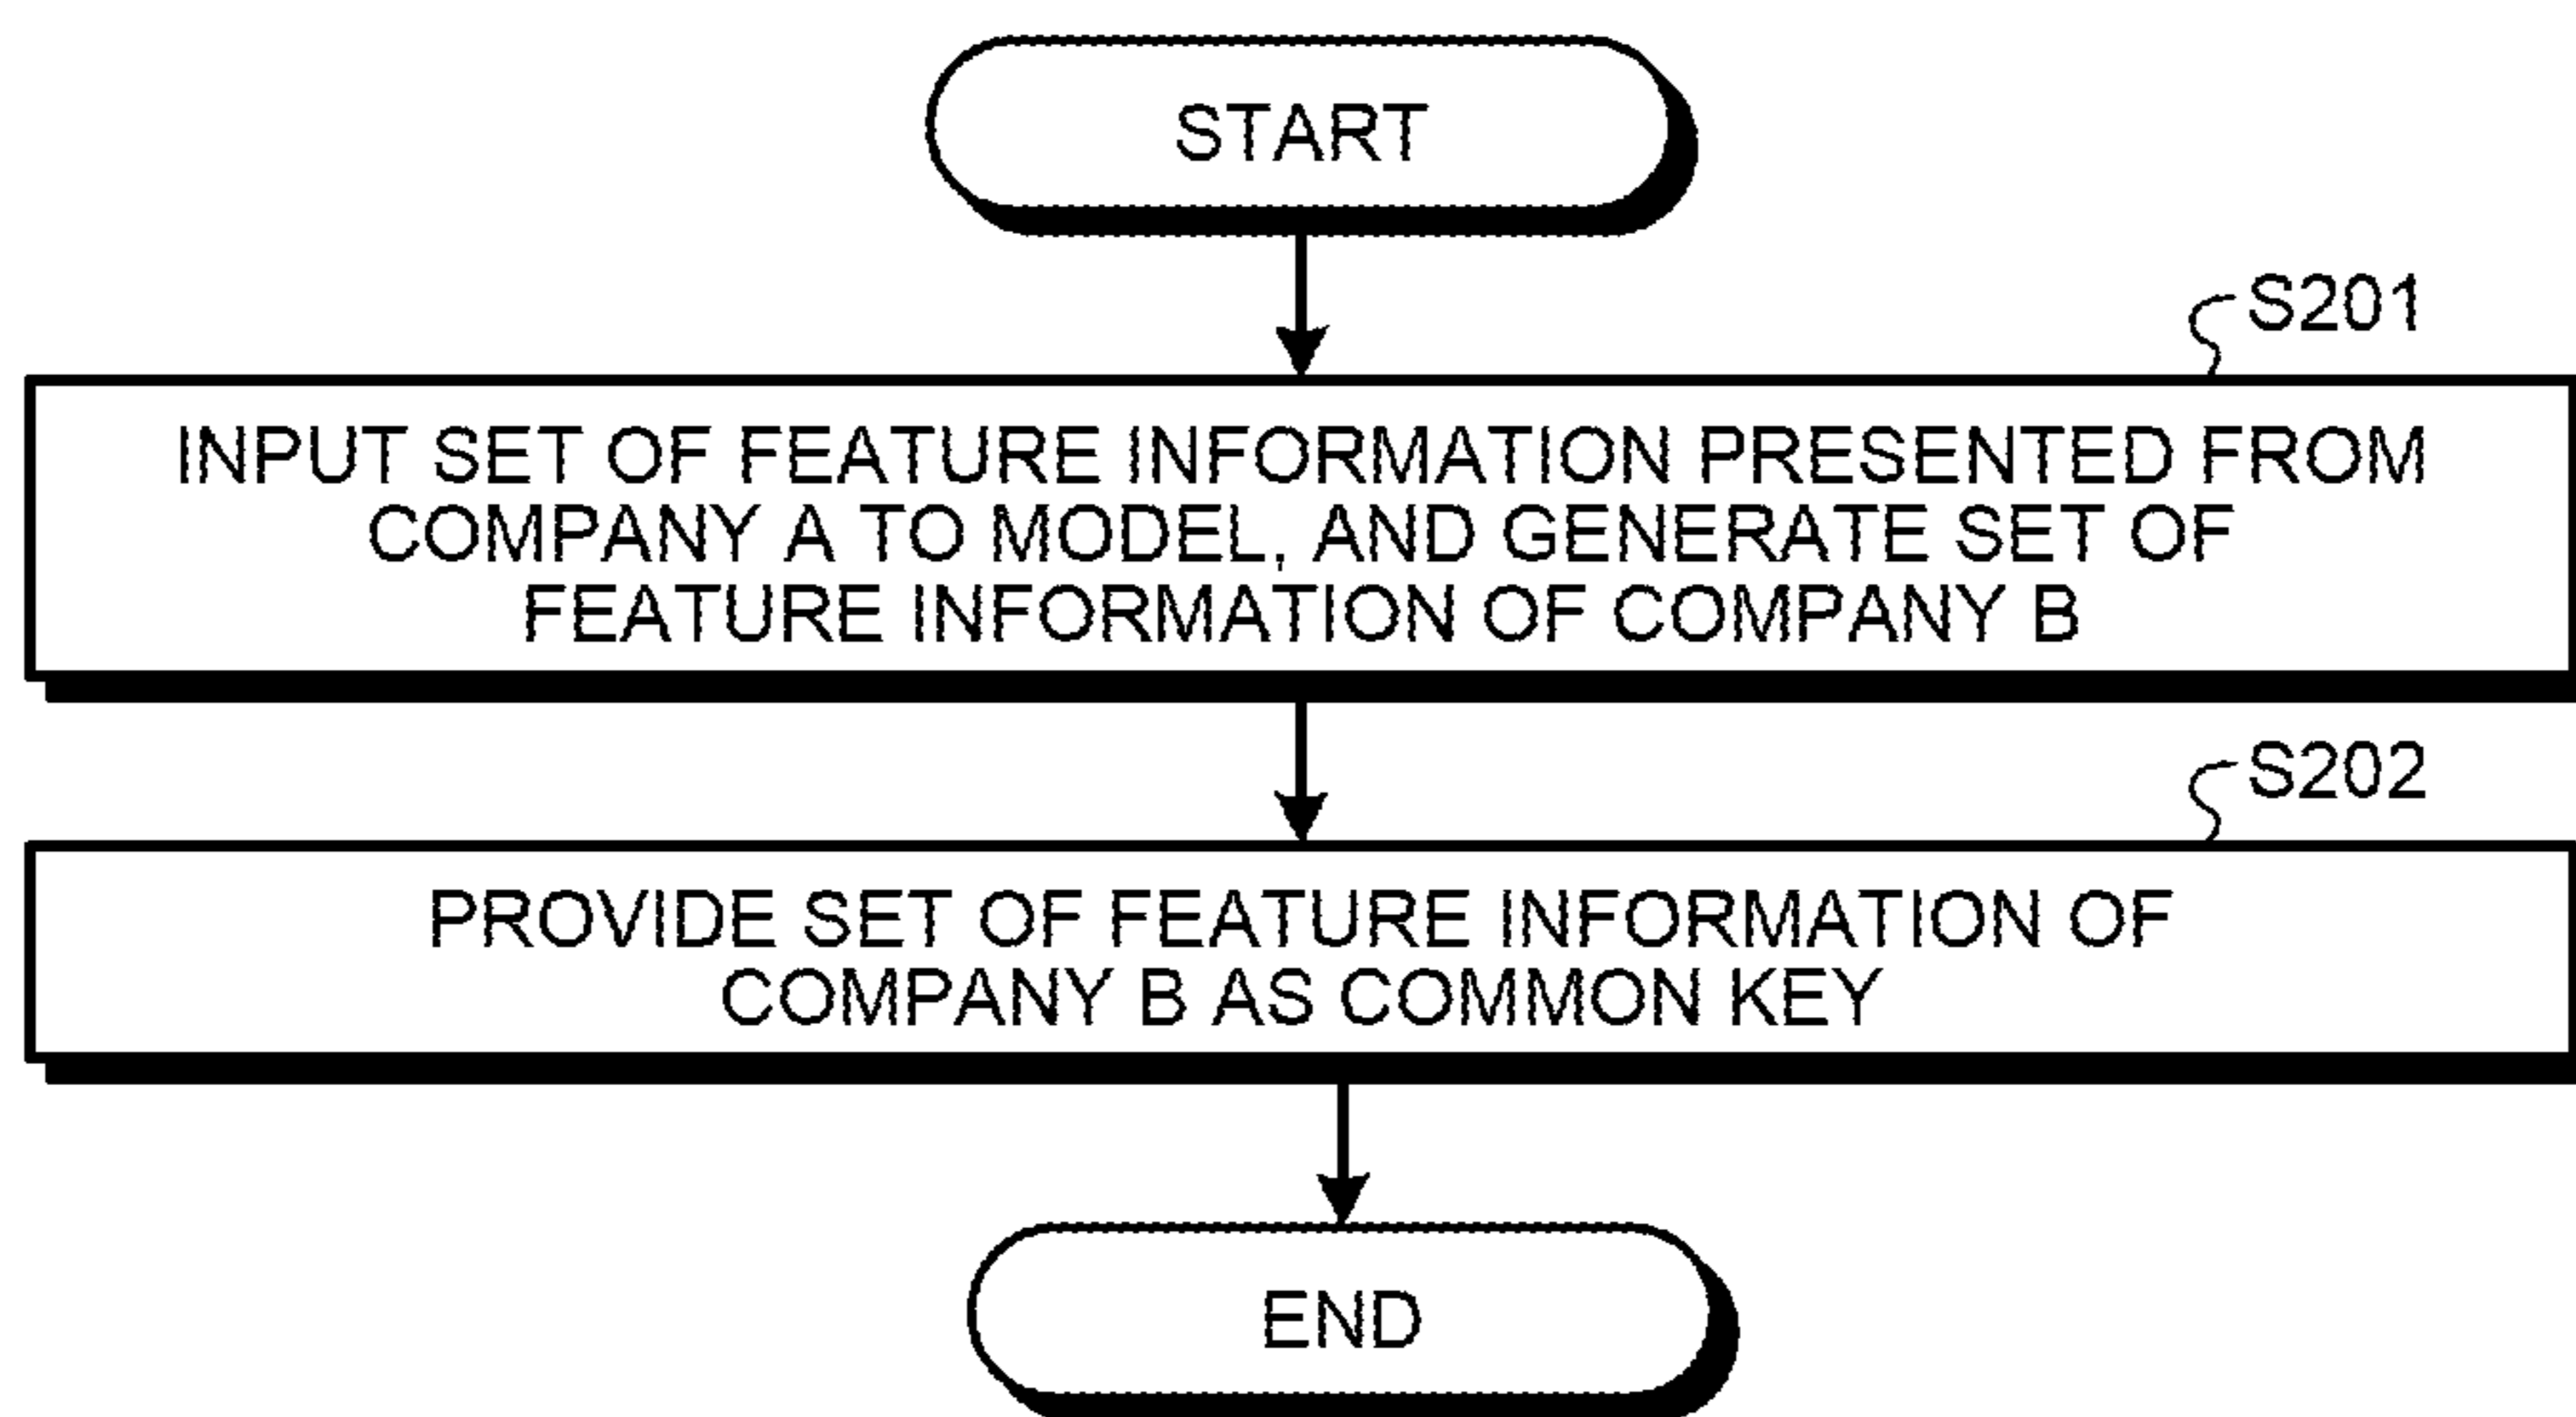 START
S201
INPUT SET OF FEATURE INFORMATION PRESENTED FROM
COMPANY A TO MODEL, AND GENERATE SET OF
FEATURE INFORMATION OF COMPANY B
S202
PROVIDE SET OF FEATURE INFORMATION OF
COMPANY B AS COMMON KEY
END